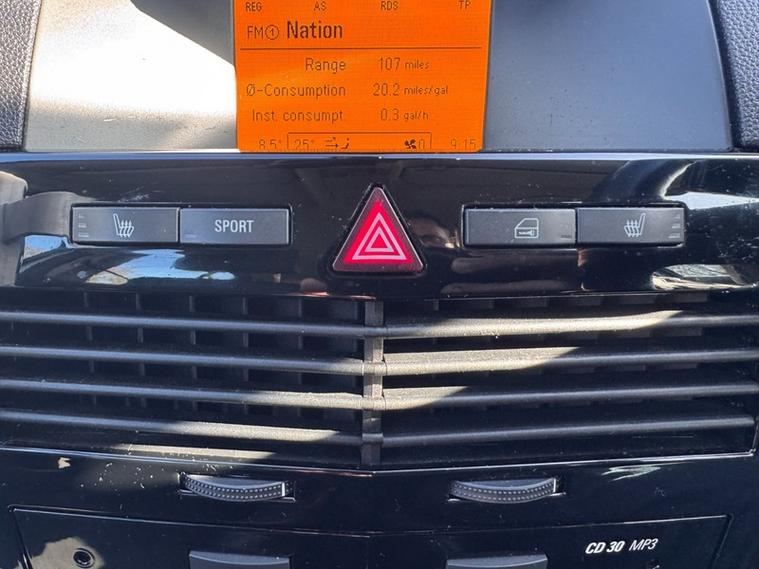 REG AS RDS TP
FM① Nation
Range 107 miles
Ø-Consumption 20.2 miles/gal
Inst. consumpt. 0.3 gal/h
8.5° 25° 0 9:15
SPORT
CD 30 MP3